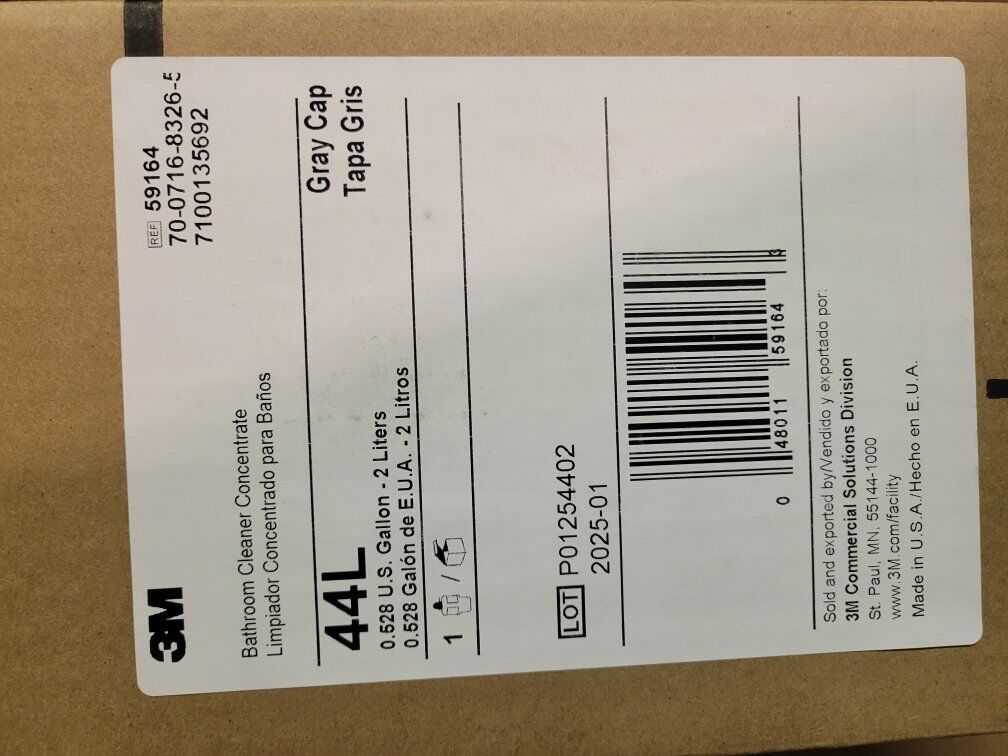 3M
REF 59164
70-0716-8326-5
7100135692
Bathroom Cleaner Concentrate
Limpiador Concentrado para Baños
44L
Gray Cap
Tapa Gris
0.528 U.S. Gallon - 2 Liters
0.528 Galón de E.U.A. - 2 Litros
1 /
LOT P01254402
2025-01
0 48011 59164 3
Sold and exported by/Vendido y exportado por:
3M Commercial Solutions Division
St. Paul, MN, 55144-1000
www.3M.com/facility
Made in U.S.A./Hecho en E.U.A.